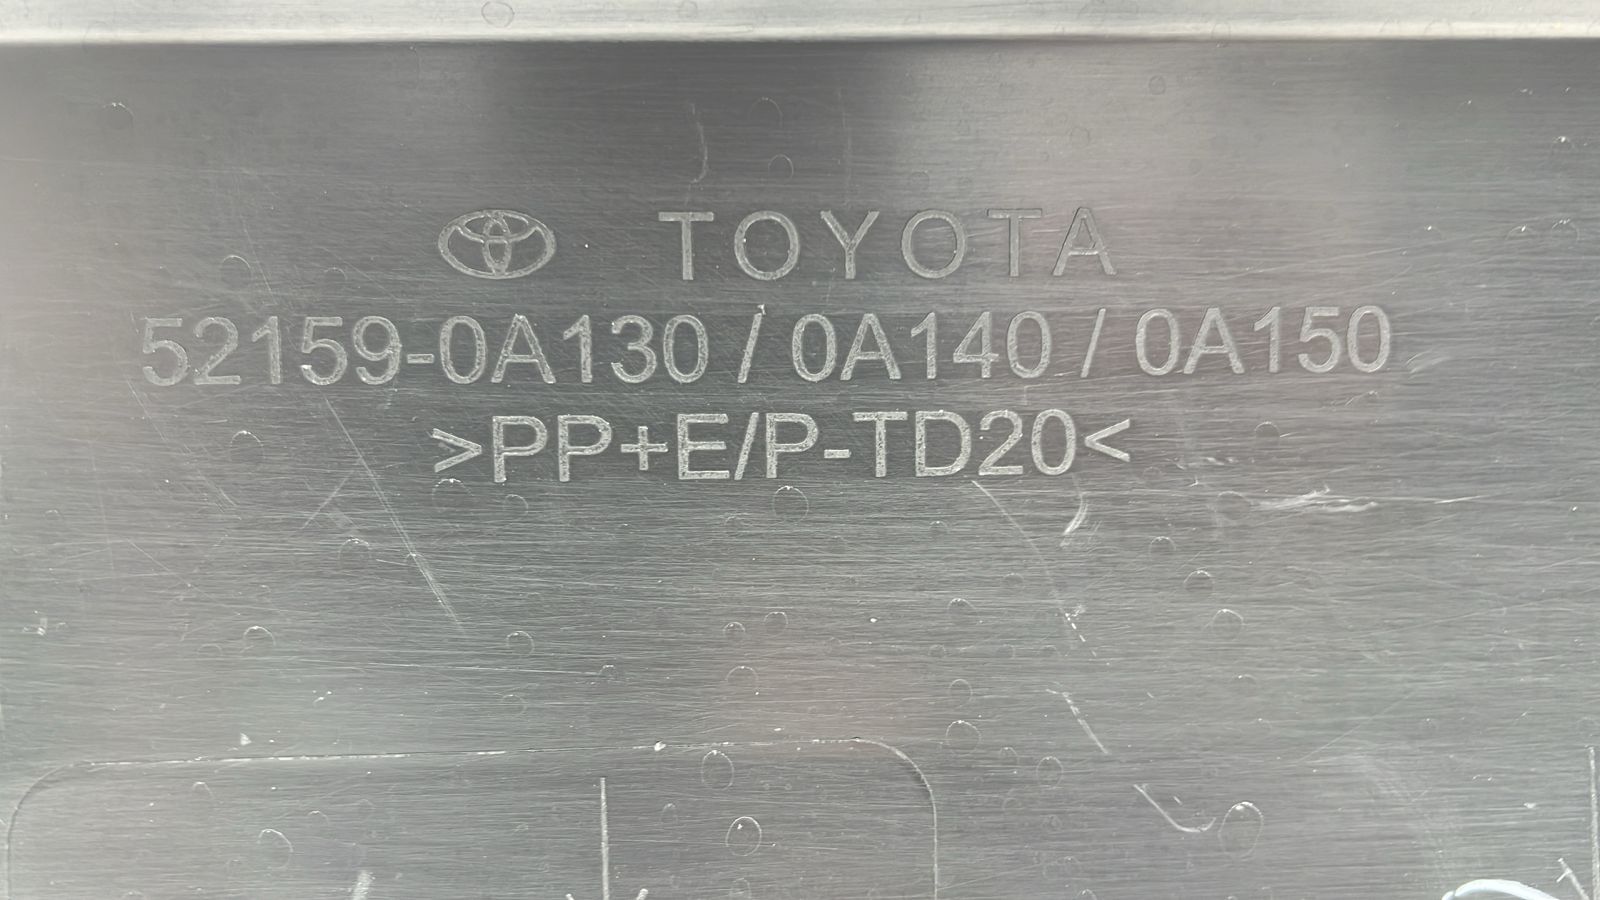 TOYOTA
52159-0A130 / 0A140 / 0A150
>PP+E/P-TD20<